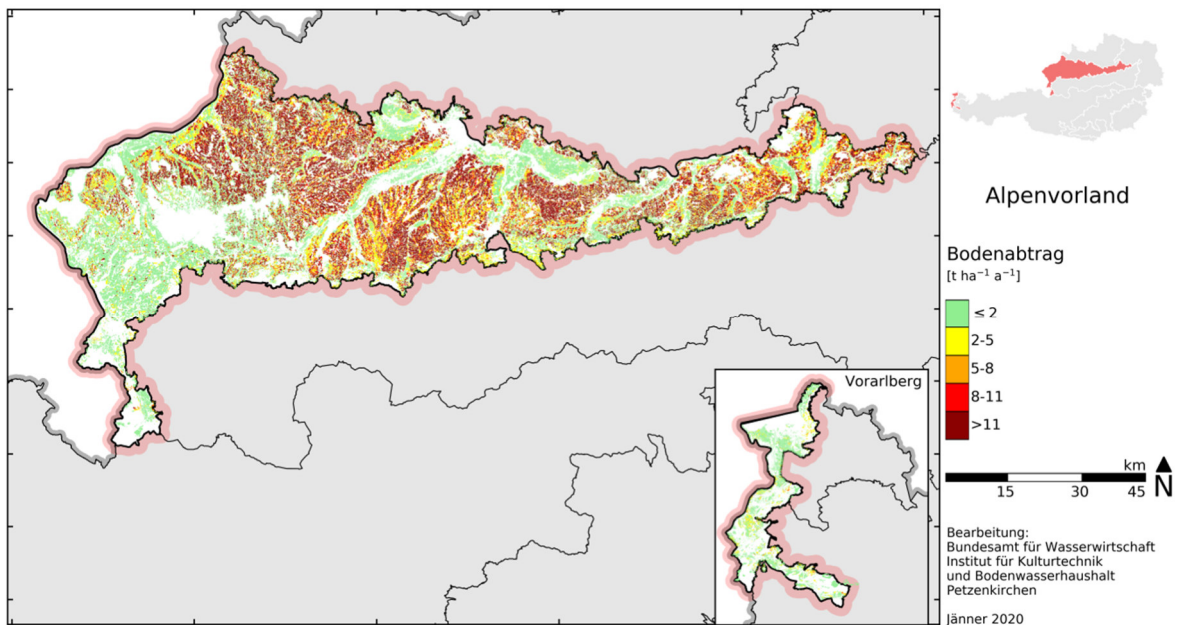 Alpenvorland
Bodenabtrag
[t ha⁻¹ a⁻¹]
≤ 2
2-5
5-8
8-11
>11
Vorarlberg
km
15 30 45
N
Bearbeitung:
Bundesamt für Wasserwirtschaft
Institut für Kulturtechnik
und Bodenwasserhaushalt
Petzenkirchen
Jänner 2020